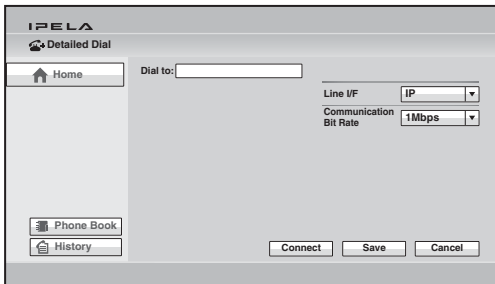 IPELA
Detailed Dial
Home
Dial to:
Line I/F IP
Communication Bit Rate 1Mbps
Phone Book
History
Connect Save Cancel